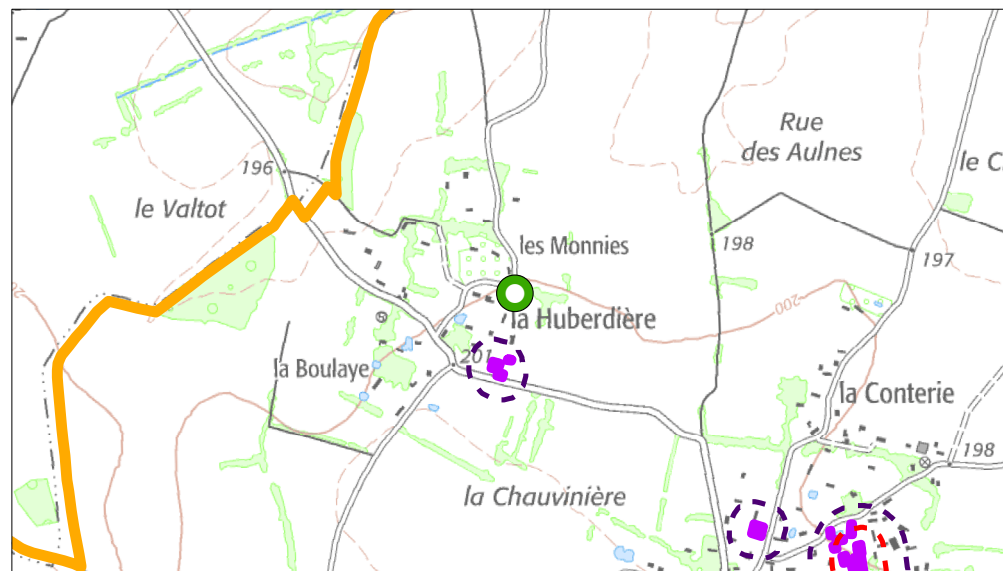 Rue
des Aulnes
196
le C
le Valtot
198
les Monnies
197
200
la Huberdière
201
la Boulaye
la Conterie
198
la Chauvinière